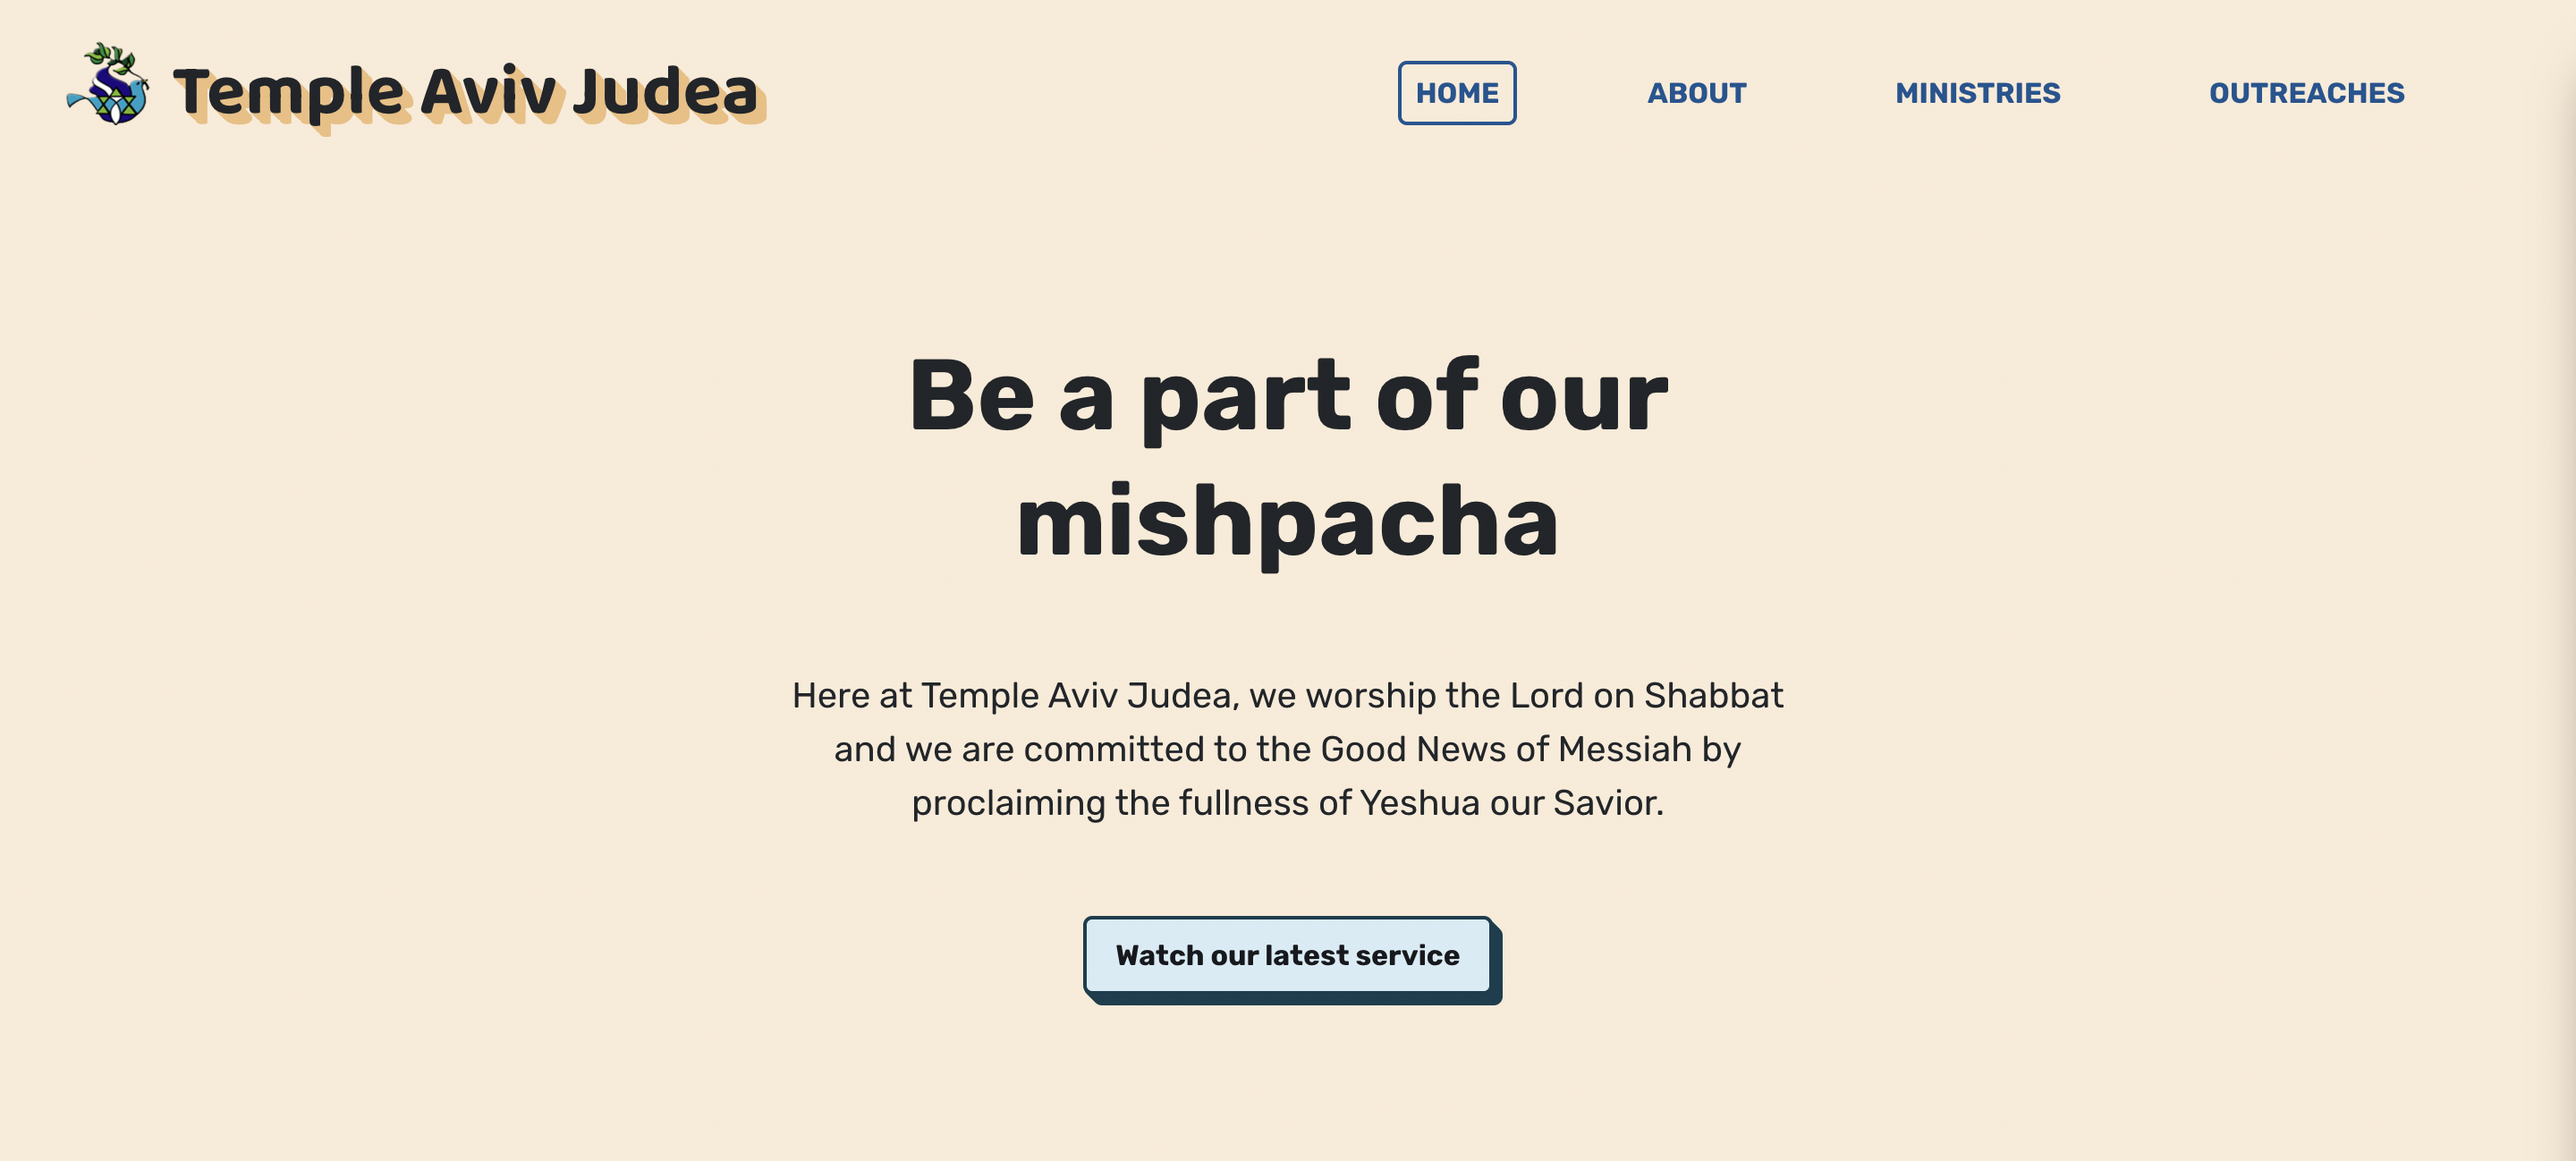 Temple Aviv Judea
HOME
ABOUT
MINISTRIES
OUTREACHES
Be a part of our
mishpacha
Here at Temple Aviv Judea, we worship the Lord on Shabbat
and we are committed to the Good News of Messiah by
proclaiming the fullness of Yeshua our Savior.
Watch our latest service